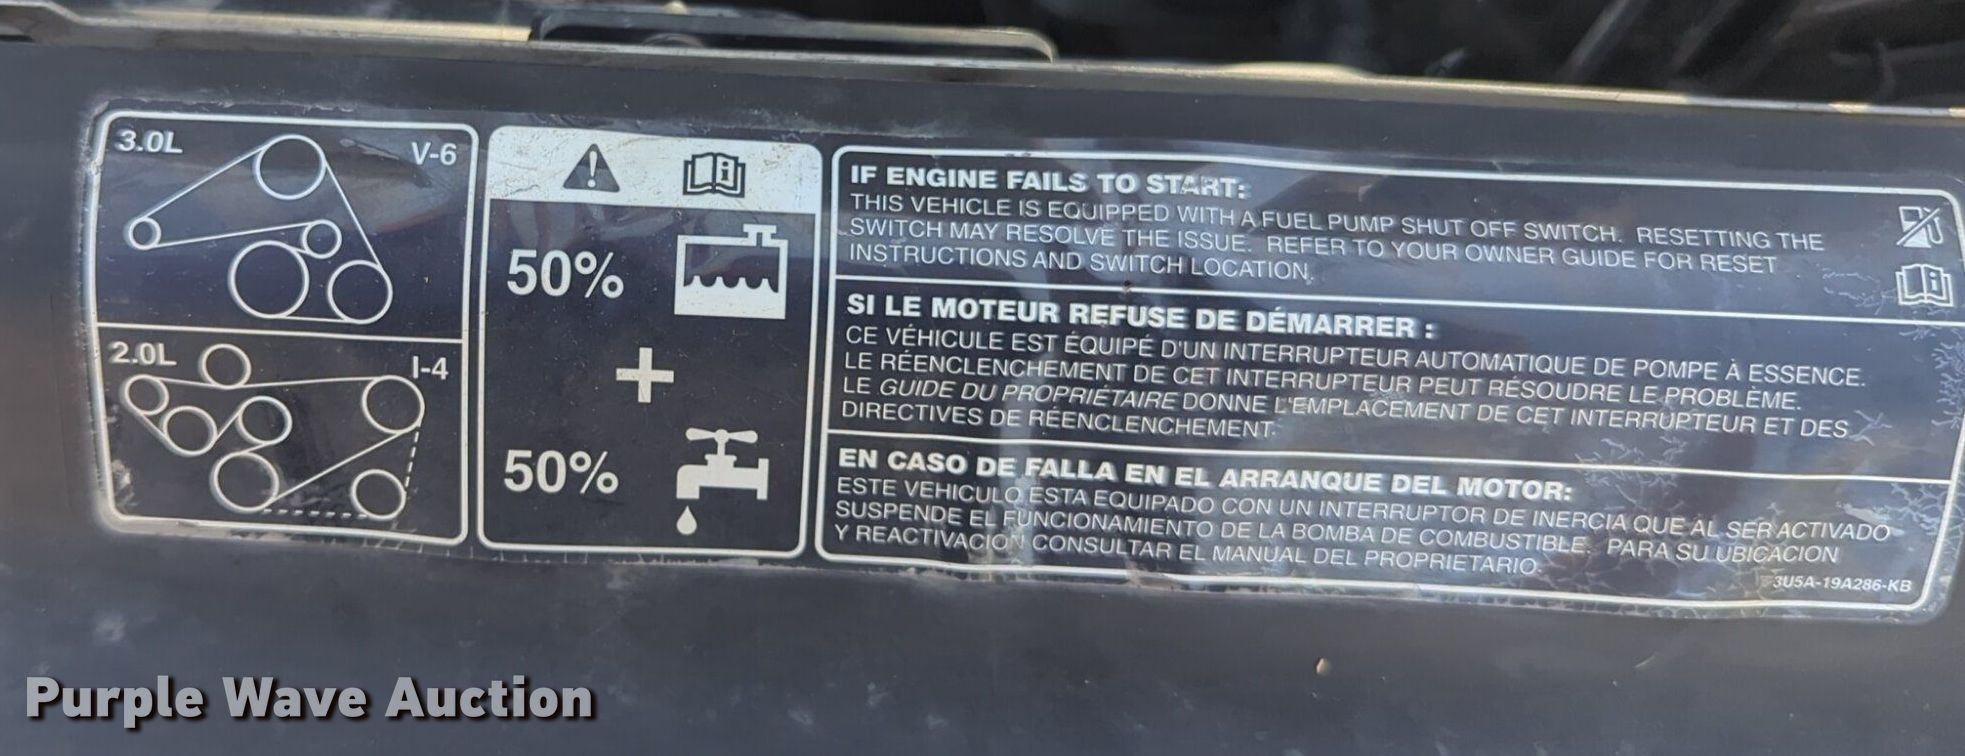 3.0L V-6
2.0L I-4
50%
+
50%
IF ENGINE FAILS TO START:
THIS VEHICLE IS EQUIPPED WITH A FUEL PUMP SHUT OFF SWITCH. RESETTING THE
SWITCH MAY RESOLVE THE ISSUE. REFER TO YOUR OWNER GUIDE FOR RESET
INSTRUCTIONS AND SWITCH LOCATION.
SI LE MOTEUR REFUSE DE DÉMARRER :
CE VÉHICULE EST ÉQUIPÉ D'UN INTERRUPTEUR AUTOMATIQUE DE POMPE À ESSENCE.
LE RÉENCLENCHEMENT DE CET INTERRUPTEUR PEUT RÉSOUDRE LE PROBLÈME.
LE GUIDE DU PROPRIÉTAIRE DONNE L'EMPLACEMENT DE CET INTERRUPTEUR ET DES
DIRECTIVES DE RÉENCLENCHEMENT.
EN CASO DE FALLA EN EL ARRANQUE DEL MOTOR:
ESTE VEHICULO ESTA EQUIPADO CON UN INTERRUPTOR DE INERCIA QUE AL SER ACTIVADO
SUSPENDE EL FUNCIONAMIENTO DE LA BOMBA DE COMBUSTIBLE. PARA SU UBICACION
Y REACTIVACION CONSULTAR EL MANUAL DEL PROPRIETARIO.
3U5A-19A286-KB
Purple Wave Auction